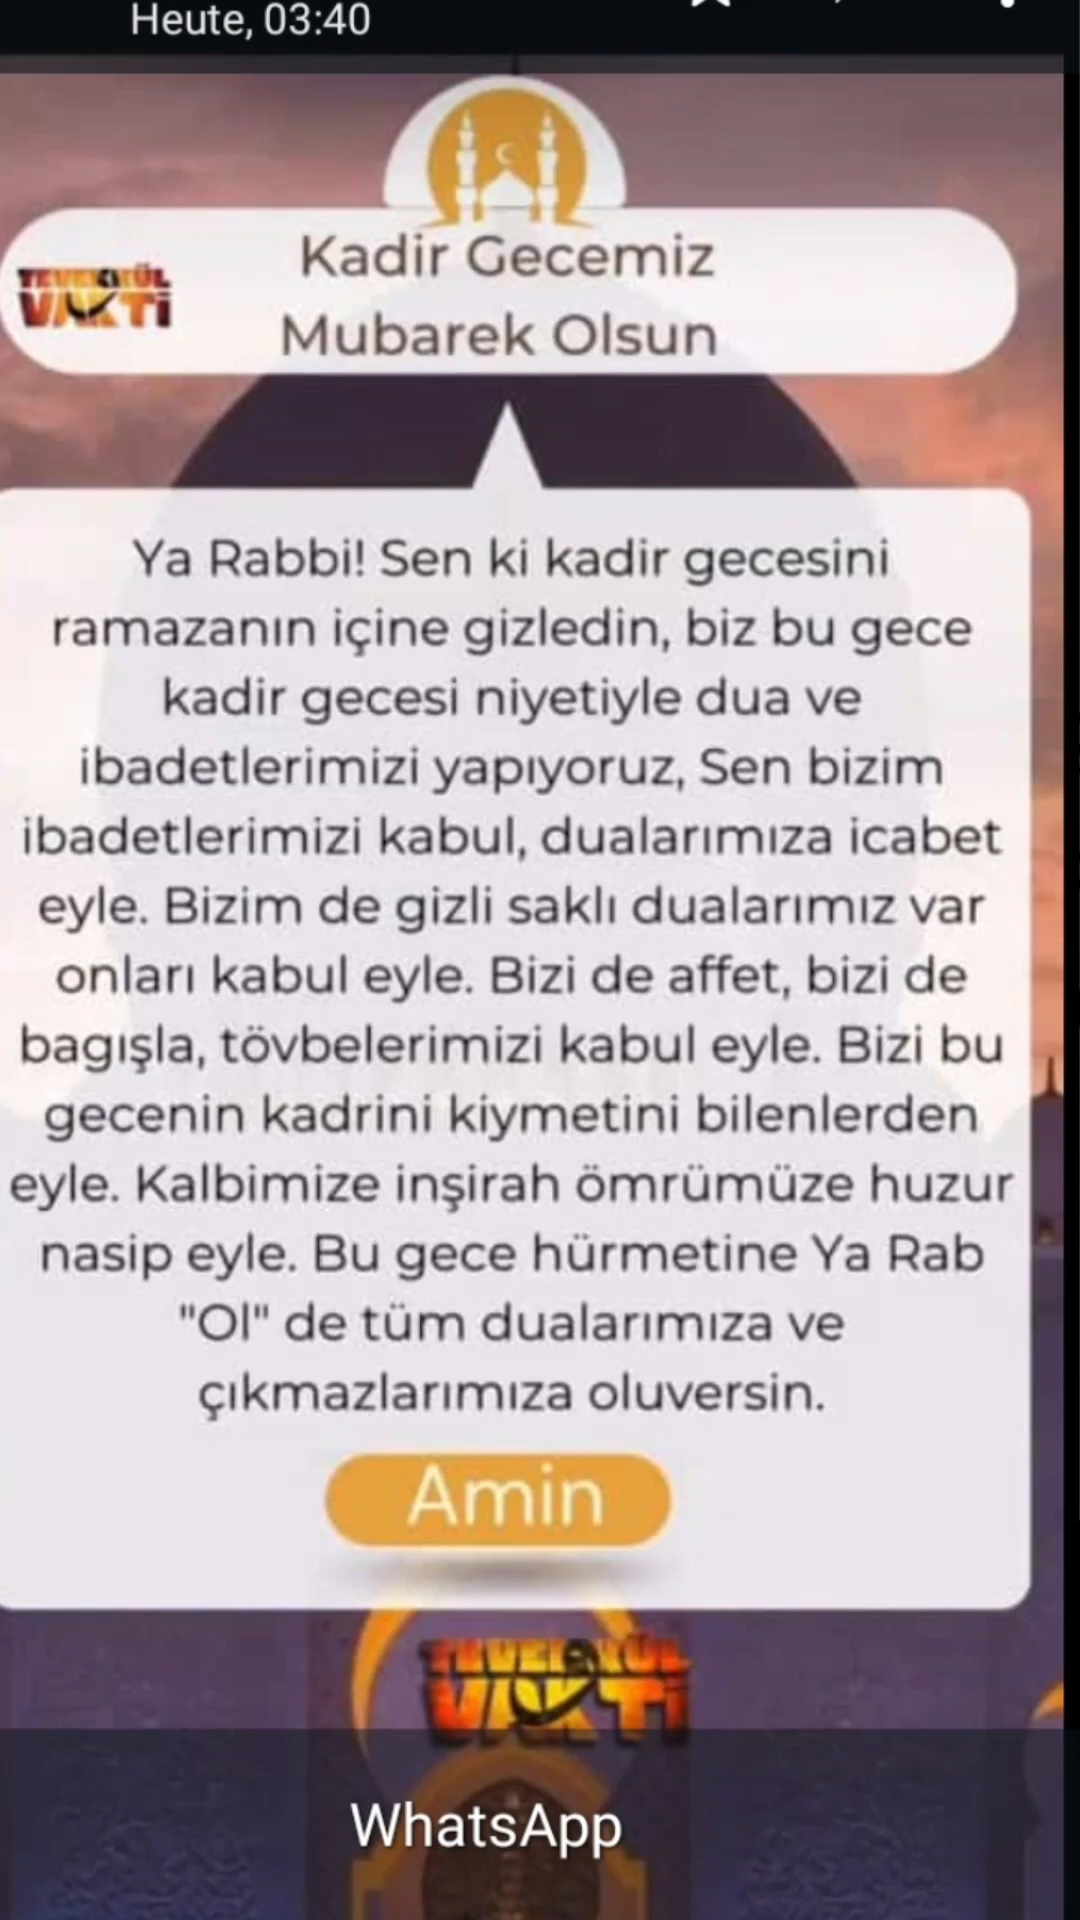 Heute, 03:40
Kadir Gecemiz
TEVEKKÜL
VAKTİ
Mubarek Olsun
Ya Rabbi! Sen ki kadir gecesini
ramazanın içine gizledin, biz bu gece
kadir gecesi niyetiyle dua ve
ibadetlerimizi yapıyoruz, Sen bizim
ibadetlerimizi kabul, dualarımıza icabet
eyle. Bizim de gizli saklı dualarımız var
onları kabul eyle. Bizi de affet, bizi de
bagışla, tövbelerimizi kabul eyle. Bizi bu
gecenin kadrini kiymetini bilenlerden
eyle. Kalbimize inşirah ömrümüze huzur
nasip eyle. Bu gece hürmetine Ya Rab
"Ol" de tüm dualarımıza ve
çıkmazlarımıza oluversin.
Amin
TEVEKKÜL
VAKTİ
WhatsApp